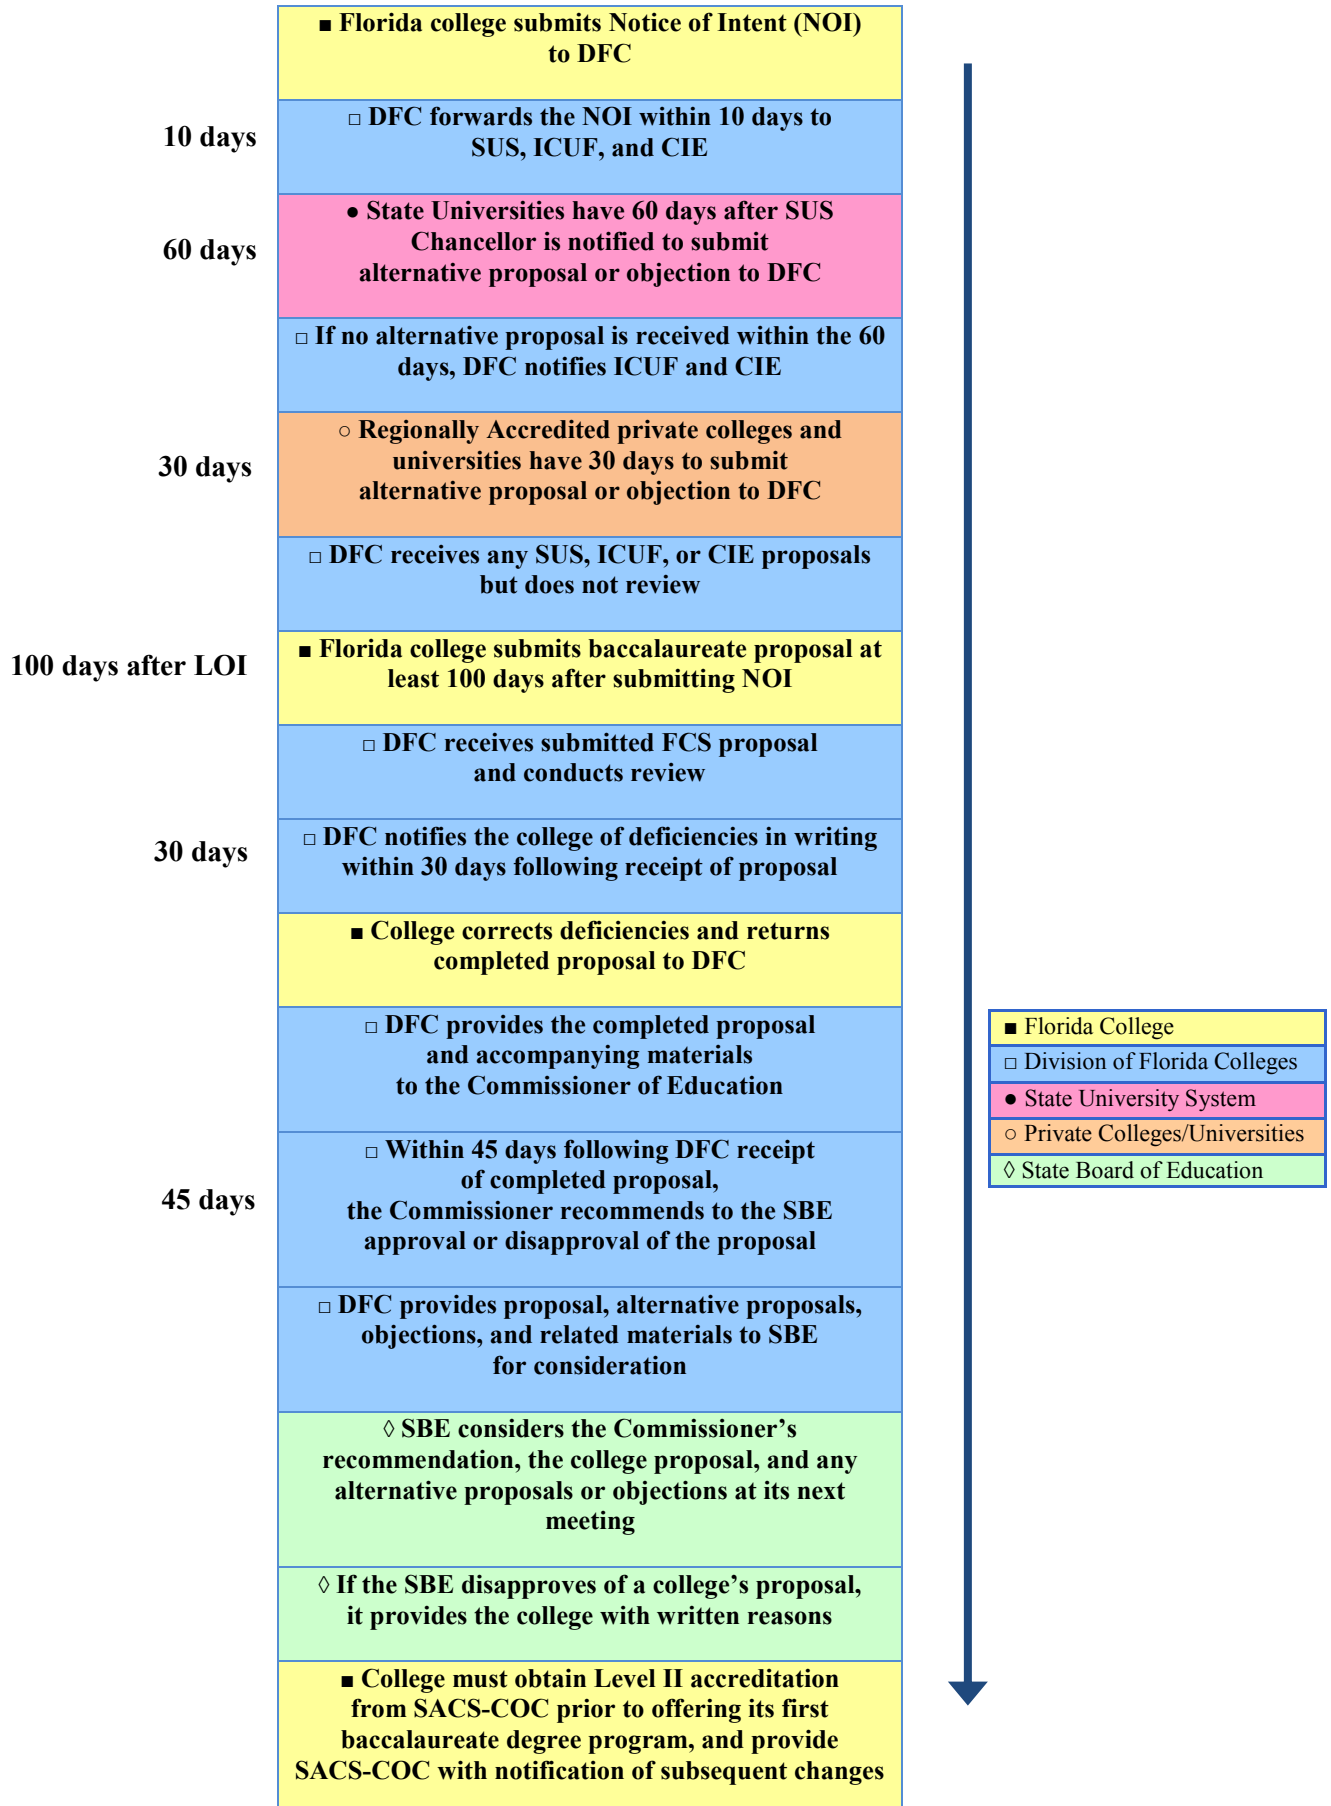 ■ Florida college submits Notice of Intent (NOI)
to DFC
10 days
□ DFC forwards the NOI within 10 days to
SUS, ICUF, and CIE
60 days
● State Universities have 60 days after SUS
Chancellor is notified to submit
alternative proposal or objection to DFC
□ If no alternative proposal is received within the 60
days, DFC notifies ICUF and CIE
30 days
○ Regionally Accredited private colleges and
universities have 30 days to submit
alternative proposal or objection to DFC
□ DFC receives any SUS, ICUF, or CIE proposals
but does not review
100 days after LOI
■ Florida college submits baccalaureate proposal at
least 100 days after submitting NOI
□ DFC receives submitted FCS proposal
and conducts review
30 days
□ DFC notifies the college of deficiencies in writing
within 30 days following receipt of proposal
■ College corrects deficiencies and returns
completed proposal to DFC
□ DFC provides the completed proposal
and accompanying materials
to the Commissioner of Education
45 days
□ Within 45 days following DFC receipt
of completed proposal,
the Commissioner recommends to the SBE
approval or disapproval of the proposal
□ DFC provides proposal, alternative proposals,
objections, and related materials to SBE
for consideration
◊ SBE considers the Commissioner’s
recommendation, the college proposal, and any
alternative proposals or objections at its next
meeting
◊ If the SBE disapproves of a college’s proposal,
it provides the college with written reasons
■ College must obtain Level II accreditation
from SACS-COC prior to offering its first
baccalaureate degree program, and provide
SACS-COC with notification of subsequent changes
■ Florida College
□ Division of Florida Colleges
● State University System
○ Private Colleges/Universities
◊ State Board of Education